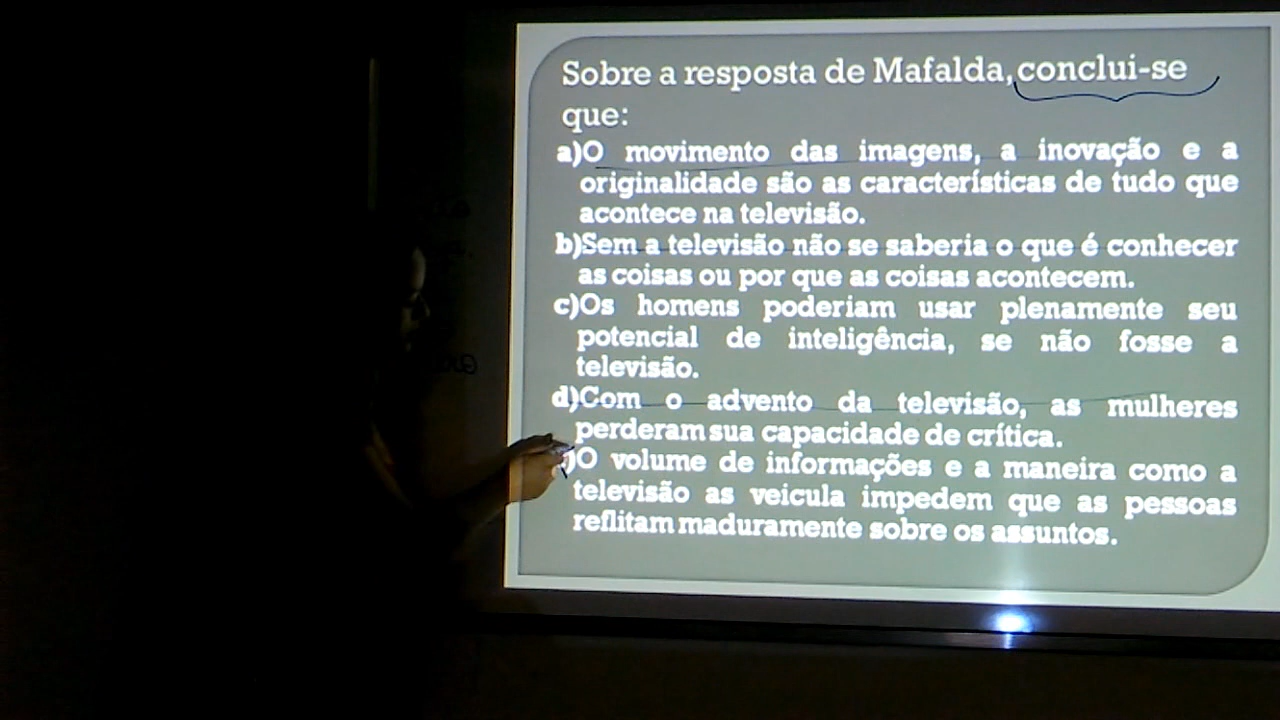 Sobre a resposta de Mafalda, conclui-se
que:
a)O movimento das imagens, a inovação e a
originalidade são as características de tudo que
acontece na televisão.
b)Sem a televisão não se saberia o que é conhecer
as coisas ou por que as coisas acontecem.
c)Os homens poderiam usar plenamente seu
potencial de inteligência, se não fosse a
televisão.
d)Com o advento da televisão, as mulheres
perderam sua capacidade de crítica.
)O volume de informações e a maneira como a
televisão as veicula impedem que as pessoas
reflitam maduramente sobre os assuntos.